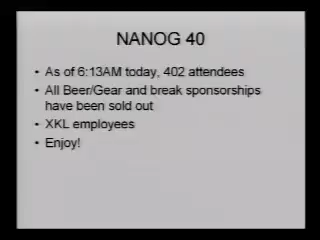 NANOG 40
• As of 6:13AM today, 402 attendees
• All Beer/Gear and break sponsorships
have been sold out
• XKL employees
• Enjoy!